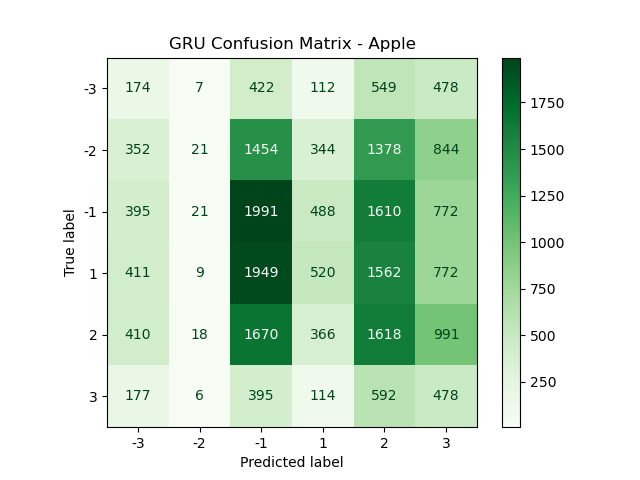 GRU Confusion Matrix - Apple
-3 174 7 422 112 549 478
-2 352 21 1454 344 1378 844
-1 395 21 1991 488 1610 772
1 411 9 1949 520 1562 772
2 410 18 1670 366 1618 991
3 177 6 395 114 592 478
-3 -2 -1 1 2 3
Predicted label
True label
1750
1500
1250
1000
750
500
250